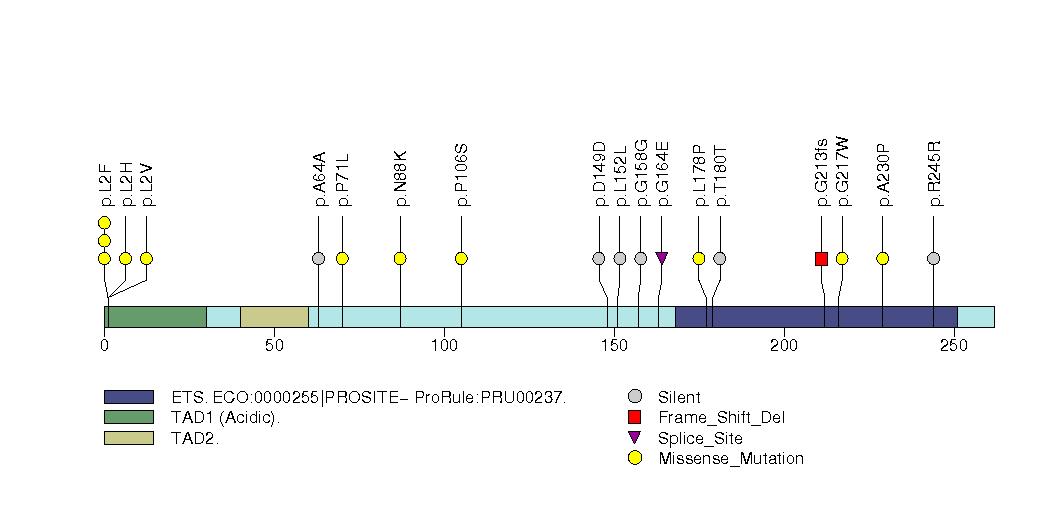 p.L2F
p.L2H
p.L2V
p.A64A
p.P71L
p.N88K
p.P106S
p.D149D
p.L152L
p.G158G
p.G164E
p.L178P
p.T180T
p.G213fs
p.G217W
p.A230P
p.R245R
0 50 100 150 200 250
ETS. ECO:0000255|PROSITE- ProRule:PRU00237.
TAD1 (Acidic).
TAD2.
Silent
Frame_Shift_Del
Splice_Site
Missense_Mutation